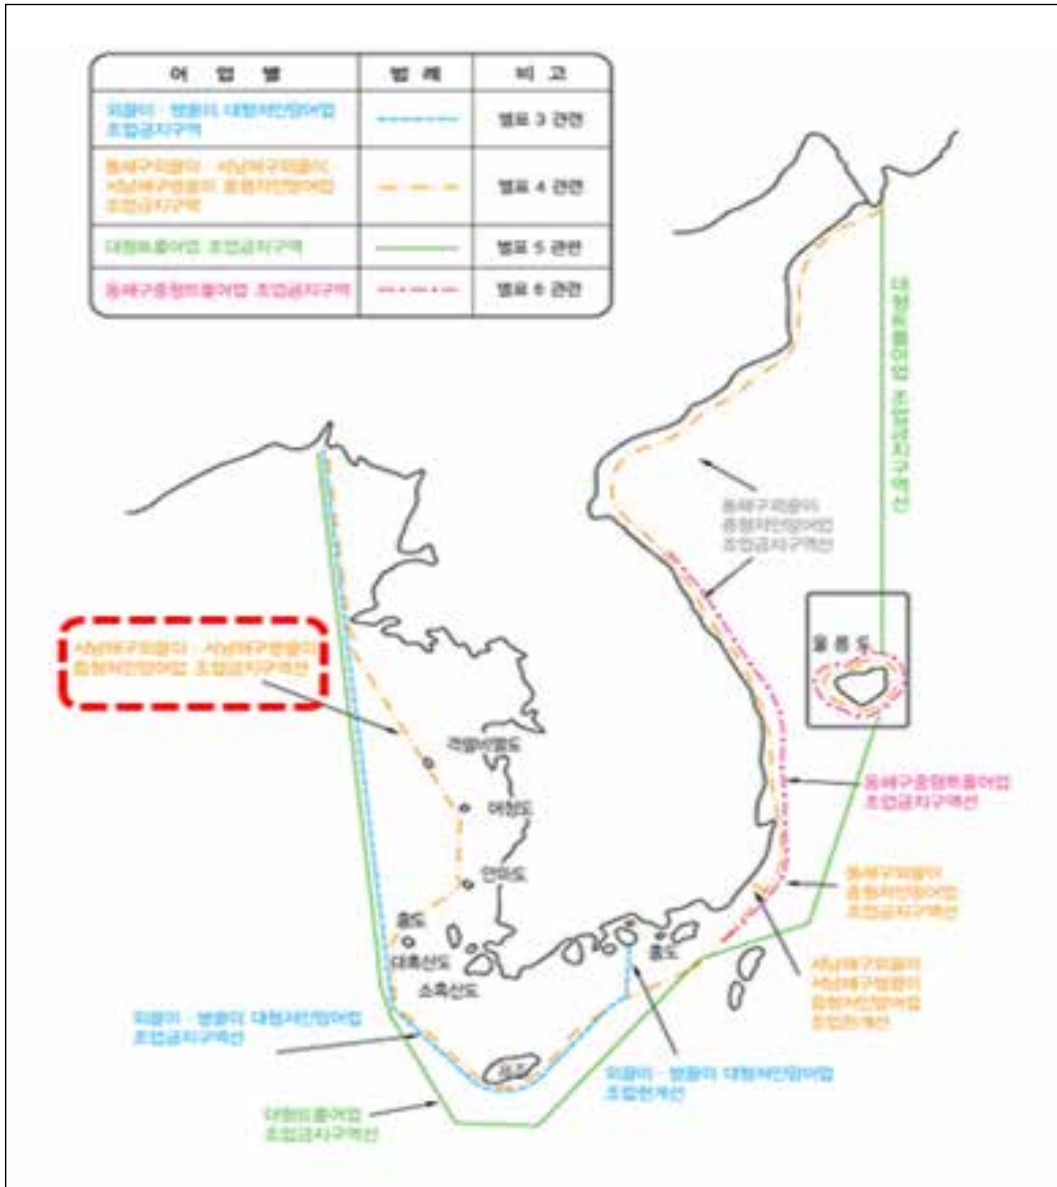 어 업 별 범 례 비 고
외끌이 · 쌍끌이 대형저인망어업
조업금지구역
별표 3 관련
동해구외끌이 · 서남해구외끌이 ·
서남해구쌍끌이 중형저인망어업
조업금지구역
별표 4 관련
대형트롤어업 조업금지구역
별표 5 관련
동해구중형트롤어업 조업금지구역
별표 6 관련
대형트롤어업 조업금지구역선
동해구외끌이
중형저인망어업
조업금지구역선
울 릉 도
서남해구외끌이 · 서남해구쌍끌이
중형저인망어업 조업금지구역선
격렬비열도
어청도
안마도
홍도
대흑산도
소흑산도
홍도
제주
동해구중형트롤어업
조업금지구역선
동해구외끌이
중형저인망어업
조업금지구역선
서남해구외끌이
서남해구쌍끌이
중형저인망어업
조업한계선
외끌이 · 쌍끌이 대형저인망어업
조업금지구역선
외끌이 · 쌍끌이 대형저인망어업
조업한계선
대형트롤어업
조업금지구역선